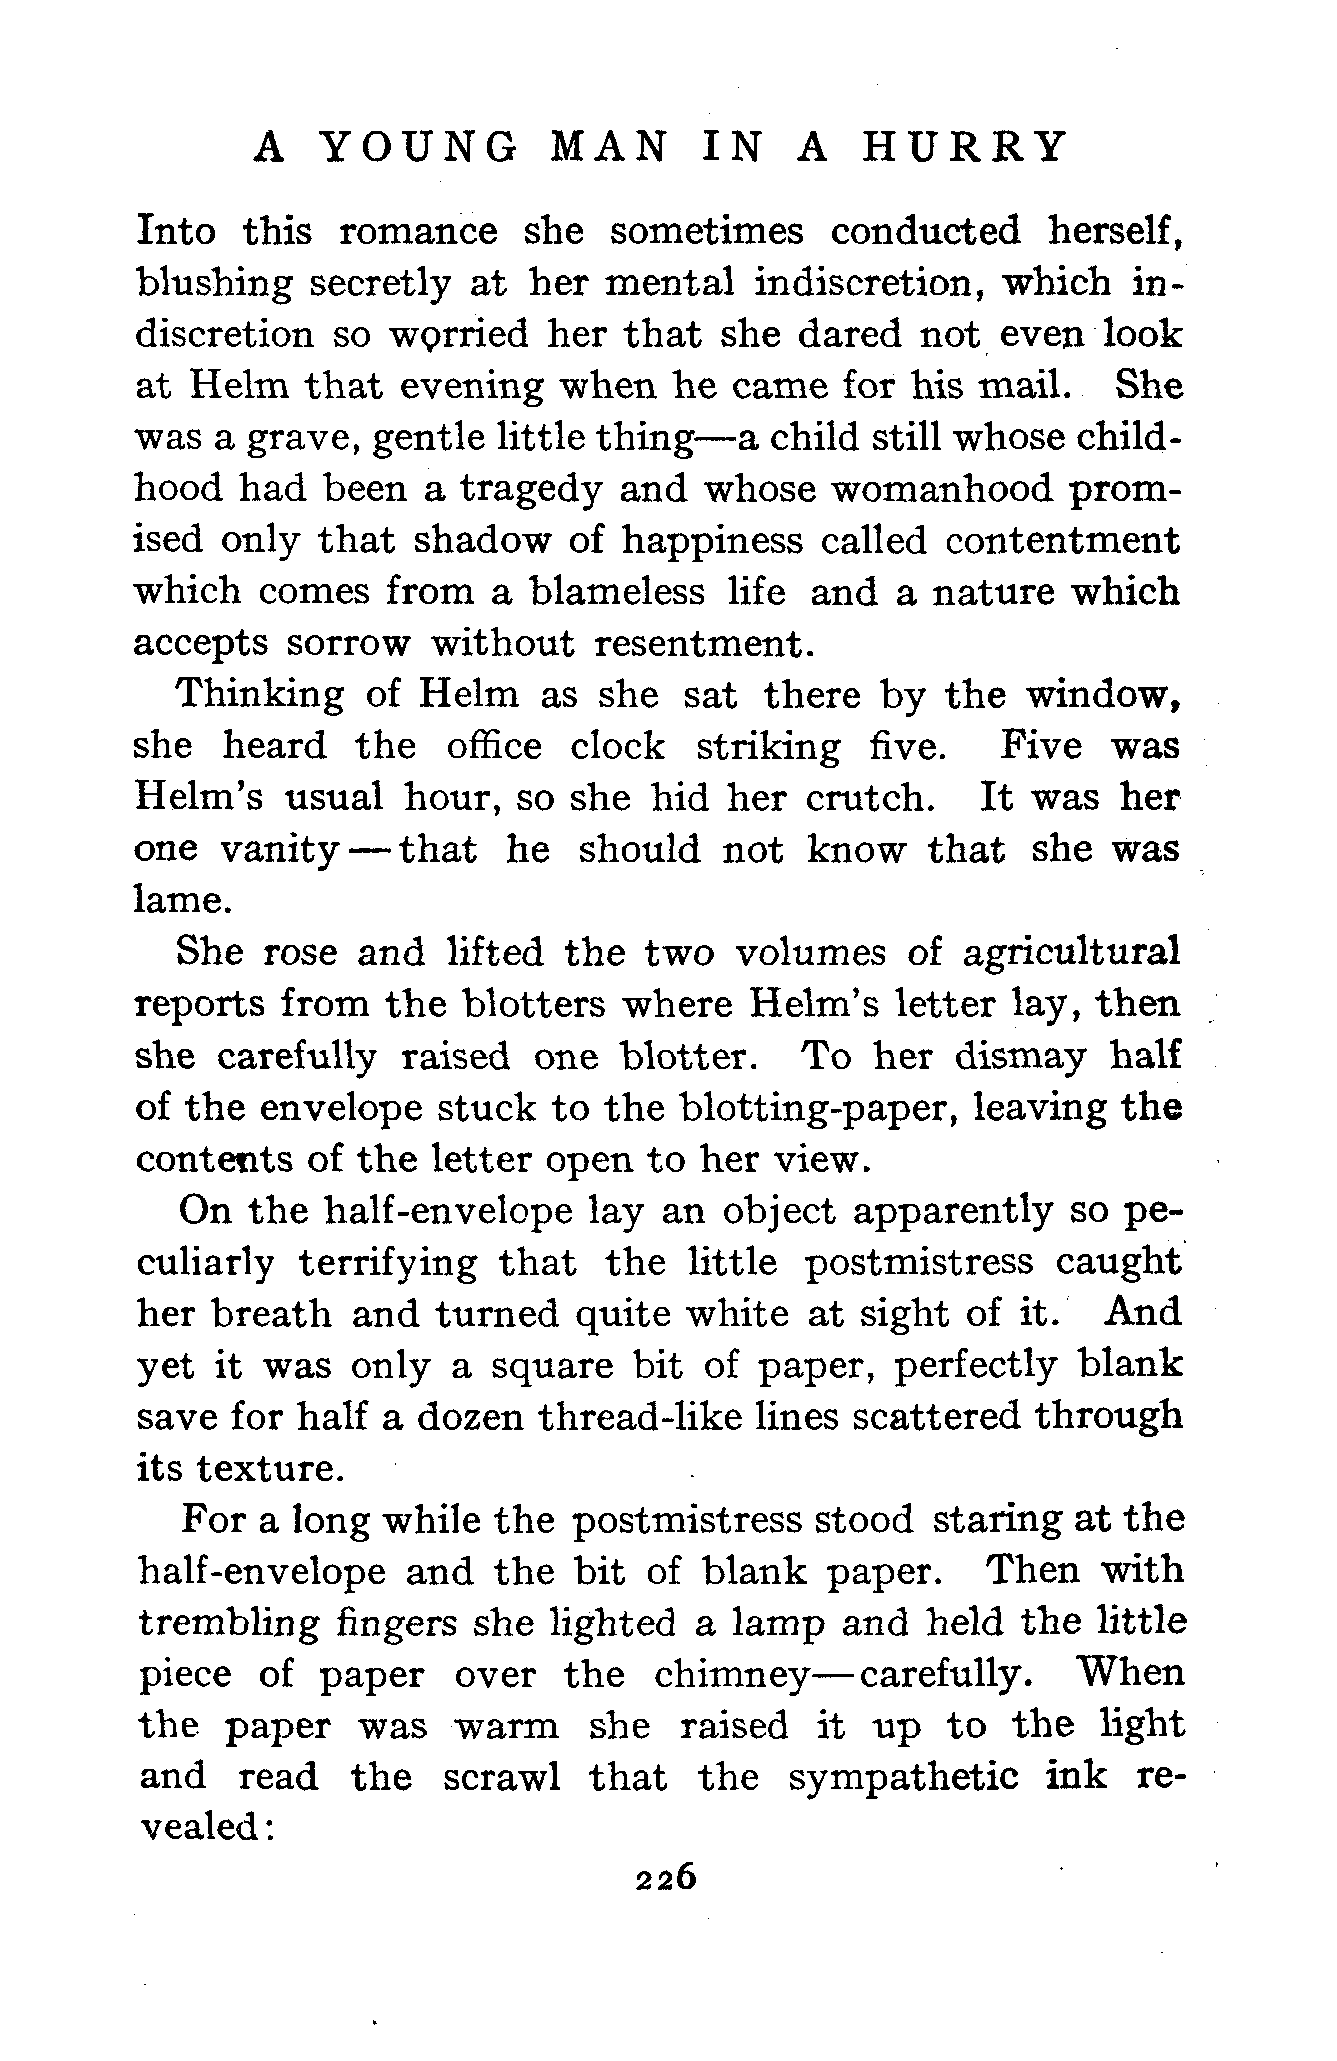 A YOUNG MAN IN A HURRY
Into this romance she sometimes conducted herself,
blushing secretly at her mental indiscretion, which in-
discretion so worried her that she dared not even look
at Helm that evening when he came for his mail. She
was a grave, gentle little thing—a child still whose child-
hood had been a tragedy and whose womanhood prom-
ised only that shadow of happiness called contentment
which comes from a blameless life and a nature which
accepts sorrow without resentment.
Thinking of Helm as she sat there by the window,
she heard the office clock striking five. Five was
Helm's usual hour, so she hid her crutch. It was her
one vanity—that he should not know that she was
lame.
She rose and lifted the two volumes of agricultural
reports from the blotters where Helm's letter lay, then
she carefully raised one blotter. To her dismay half
of the envelope stuck to the blotting-paper, leaving the
contents of the letter open to her view.
On the half-envelope lay an object apparently so pe-
culiarly terrifying that the little postmistress caught
her breath and turned quite white at sight of it. And
yet it was only a square bit of paper, perfectly blank
save for half a dozen thread-like lines scattered through
its texture.
For a long while the postmistress stood staring at the
half-envelope and the bit of blank paper. Then with
trembling fingers she lighted a lamp and held the little
piece of paper over the chimney—carefully. When
the paper was warm she raised it up to the light
and read the scrawl that the sympathetic ink re-
vealed:
226